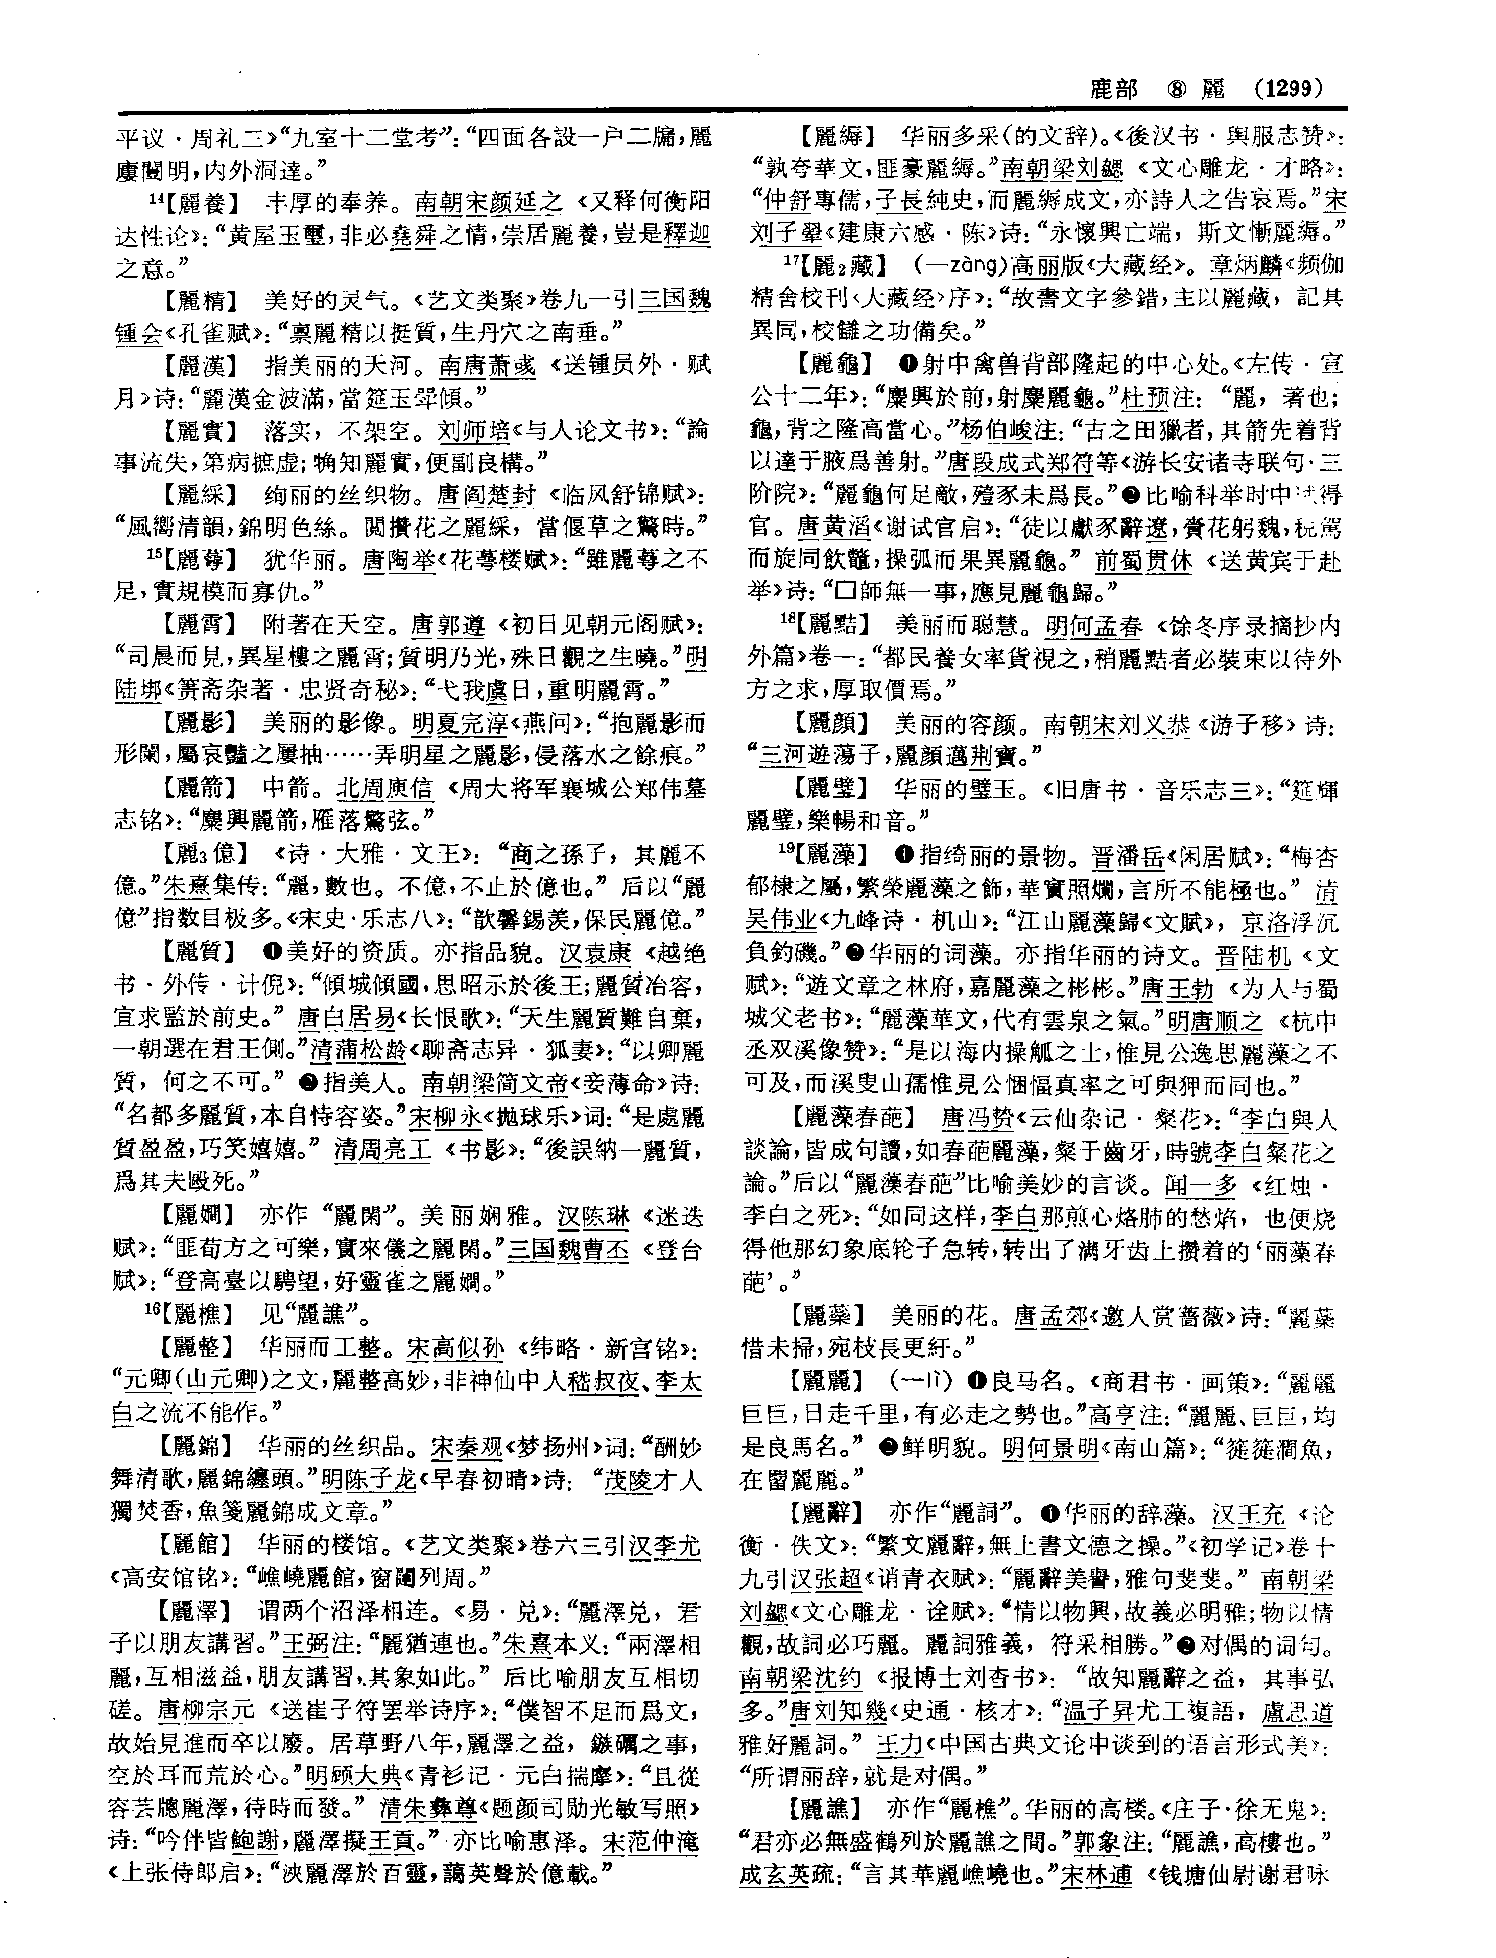 鹿部 ⑧ 麗 (1299)
平议·周礼三》“九室十二堂考”:“四面各設一户二牖,麗
廔闓明,内外洞達。”
14【麗養】 丰厚的奉养。南朝宋颜延之《又释何衡阳
达性论》:“黄屋玉璽,非必堯舜之情,崇居麗養,豈是釋迦
之意。”
【麗精】 美好的灵气。《艺文类聚》卷九一引三国魏
锺会《孔雀赋》:“稟麗精以挺質,生丹穴之南垂。”
【麗漢】 指美丽的天河。南唐萧彧《送锺员外·赋
月》诗:“麗漢金波滿,當筵玉斝傾。”
【麗實】 落实,不架空。刘师培《与人论文书》:“論
事流失,第病摭虚;犄知麗實,便副良構。”
【麗綵】 绚丽的丝织物。唐阎楚封《临风舒锦赋》:
“風嚮清韻,錦明色絲。閲攢花之麗綵,當偃草之驚時。”
15【麗蕚】 犹华丽。唐陶举《花萼楼赋》:“雖麗蕚之不
足,實規模而寡仇。”
【麗霄】 附著在天空。唐郭遵《初日见朝元阁赋》:
“司晨而見,異星樓之麗霄;質明乃光,殊日觀之生曉。”明
陆垹《篑斋杂著·忠贤奇秘》:“弋我虞日,重明麗霄。”
【麗影】 美丽的影像。明夏完淳《燕问》:“抱麗影而
形闌,屬哀豔之屢抽……弄明星之麗影,侵落水之餘痕。”
【麗箭】 中箭。北周庾信《周大将军襄城公郑伟墓
志铭》:“麋興麗箭,雁落驚弦。”
【麗3億】 《诗·大雅·文王》:“商之孫子,其麗不
億。”朱熹集传:“麗,數也。不億,不止於億也。”后以“麗
億”指数目极多。《宋史·乐志八》:“歆馨錫羡,保民麗億。”
【麗質】 ❶美好的资质。亦指品貌。汉袁康《越绝
书·外传·计倪》:“傾城傾國,思昭示於後王;麗質冶容,
宜求監於前史。”唐白居易《长恨歌》:“天生麗質難自棄,
一朝選在君王側。”清蒲松龄《聊斋志异·狐妻》:“以卿麗
質,何之不可。”❷指美人。南朝梁简文帝《妾薄命》诗:
“名都多麗質,本自恃容姿。”宋柳永《抛球乐》词:“是處麗
質盈盈,巧笑嬉嬉。”清周亮工《书影》:“後誤納一麗質,
爲其夫毆死。”
【麗嫺】 亦作“麗閑”。美丽娴雅。汉陈琳《迷迭
赋》:“匪荀方之可樂,實來儀之麗閑。”三国魏曹丕《登台
赋》:“登高臺以騁望,好靈雀之麗嫺。”
16【麗樵】 见“麗譙”。
【麗整】 华丽而工整。宋高似孙《纬略·新宫铭》:
“元卿(山元卿)之文,麗整高妙,非神仙中人嵇叔夜、李太
白之流不能作。”
【麗錦】 华丽的丝织品。宋秦观《梦扬州》词:“酬妙
舞清歌,麗錦纏頭。”明陈子龙《早春初晴》诗:“茂陵才人
獨焚香,魚箋麗錦成文章。”
【麗館】 华丽的楼馆。《艺文类聚》卷六三引汉李尤
《高安馆铭》:“嶕嶢麗館,窗闥列周。”
【麗澤】 谓两个沼泽相连。《易·兑》:“麗澤兑,君
子以朋友講習。”王弼注:“麗猶連也。”朱熹本义:“兩澤相
麗,互相滋益,朋友講習,其象如此。”后比喻朋友互相切
磋。唐柳宗元《送崔子符罢举诗序》:“僕智不足而爲文,
故始見進而卒以廢。居草野八年,麗澤之益,鏃礪之事,
空於耳而荒於心。”明顾大典《青衫记·元白揣摩》:“且從
容芸牕麗澤,待時而發。”清朱彝尊《题颜司勋光敏写照》
诗:“吟伴皆鮑謝,麗澤擬王貢。”亦比喻惠泽。宋范仲淹
《上张侍郎启》:“泱麗澤於百靈,藹英聲於億載。”
【麗縟】 华丽多采(的文辞)。《後汉书·舆服志赞》:
“孰夸華文,匪豪麗縟。”南朝梁刘勰《文心雕龙·才略》:
“仲舒專儒,子長純史,而麗縟成文,亦詩人之告哀焉。”宋
刘子翚《建康六感·陈》诗:“永懷興亡端,斯文慚麗縟。”
17【麗2藏】 (—zàng)高丽版《大藏经》。章炳麟《频伽
精舍校刊〈大藏经〉序》:“故書文字參錯,主以麗藏,記其
異同,校讎之功備矣。”
【麗龜】 ❶射中禽兽背部隆起的中心处。《左传·宣
公十二年》:“麋興於前,射麋麗龜。”杜预注:“麗,著也;
龜,背之隆高當心。”杨伯峻注:“古之田獵者,其箭先着背
以達于腋爲善射。”唐段成式郑符等《游长安诸寺联句·三
阶院》:“麗龜何足敵,殪豕未爲長。”❷比喻科举时中式得
官。唐黄滔《谢试官启》:“徒以獻豕辭遼,賫花躬魏,枥駡
而旋同飲鼈,操弧而果異麗龜。”前蜀贯休《送黄宾于赴
举》诗:“□師無一事,應見麗龜歸。”
18【麗黠】 美丽而聪慧。明何孟春《馀冬序录摘抄内
外篇》卷一:“都民養女率貨視之,稍麗黠者必裝束以待外
方之求,厚取價焉。”
【麗顔】 美丽的容颜。南朝宋刘义恭《游子移》诗:
“三河遊蕩子,麗顔邁荆寶。”
【麗璧】 华丽的璧玉。《旧唐书·音乐志三》:“筵輝
麗璧,樂暢和音。”
19【麗藻】 ❶指绮丽的景物。晋潘岳《闲居赋》:“梅杏
郁棣之屬,繁榮麗藻之飾,華實照爛,言所不能極也。”清
吴伟业《九峰诗·机山》:“江山麗藻歸《文賦》,京洛浮沉
負釣磯。”❷华丽的词藻。亦指华丽的诗文。晋陆机《文
赋》:“遊文章之林府,嘉麗藻之彬彬。”唐王勃《为人与蜀
城父老书》:“麗藻華文,代有雲泉之氣。”明唐顺之《杭中
丞双溪像赞》:“是以海内操觚之士,惟見公逸思麗藻之不
可及,而溪叟山孺惟見公悃愊真率之可與狎而同也。”
【麗藻春葩】 唐冯贽《云仙杂记·粲花》:“李白與人
談論,皆成句讀,如春葩麗藻,粲于齒牙,時號李白粲花之
論。”后以“麗藻春葩”比喻美妙的言谈。闻一多《红烛·
李白之死》:“如同这样,李白那煎心烙肺的愁焰,也便烧
得他那幻象底轮子急转,转出了满牙齿上攒着的‘丽藻春
葩’。”
【麗蘂】 美丽的花。唐孟郊《邀人赏蔷薇》诗:“麗蘂
惜未掃,宛枝長更紆。”
【麗麗】 (—lí) ❶良马名。《商君书·画策》:“麗麗
巨巨,日走千里,有必走之勢也。”高亨注:“麗麗、巨巨,均
是良馬名。”❷鲜明貌。明何景明《南山篇》:“簁簁澗魚,
在罶麗麗。”
【麗辭】 亦作“麗詞”。❶华丽的辞藻。汉王充《论
衡·佚文》:“繁文麗辭,無上書文德之操。”《初学记》卷十
九引汉张超《诮青衣赋》:“麗辭美譽,雅句斐斐。”南朝梁
刘勰《文心雕龙·诠赋》:“情以物興,故義必明雅;物以情
觀,故詞必巧麗。麗詞雅義,符采相勝。”❷对偶的词句。
南朝梁沈约《报博士刘杳书》:“故知麗辭之益,其事弘
多。”唐刘知幾《史通·核才》:“温子昇尤工複語,盧思道
雅好麗詞。”王力《中国古典文论中谈到的语言形式美》:
“所谓丽辞,就是对偶。”
【麗譙】 亦作“麗樵”。华丽的高楼。《庄子·徐无鬼》:
“君亦必無盛鶴列於麗譙之間。”郭象注:“麗譙,高樓也。”
成玄英疏:“言其華麗嶕嶢也。”宋林逋《钱塘仙尉谢君咏